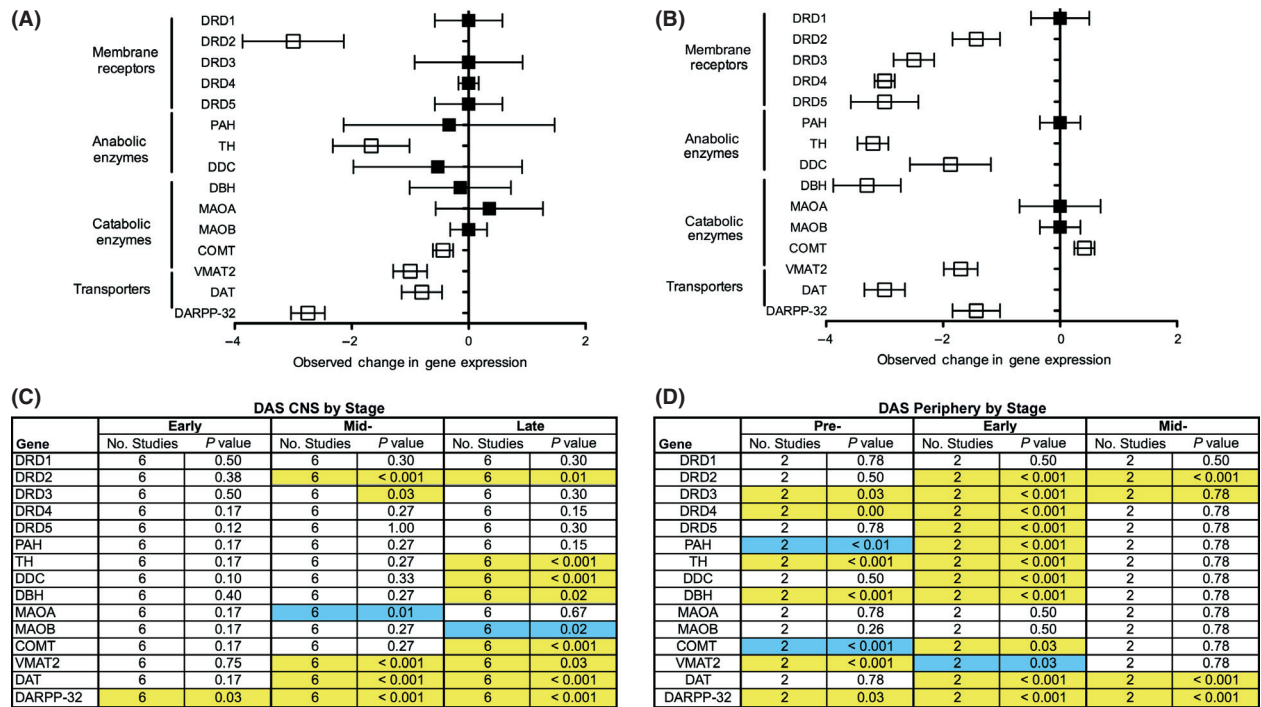 (A)
Membrane receptors
DRD1
DRD2
DRD3
DRD4
DRD5
Anabolic enzymes
PAH
TH
DDC
Catabolic enzymes
DBH
MAOA
MAOB
COMT
Transporters
VMAT2
DAT
DARPP-32
−4 −2 0 2
Observed change in gene expression
(B)
Membrane receptors
DRD1
DRD2
DRD3
DRD4
DRD5
Anabolic enzymes
PAH
TH
DDC
Catabolic enzymes
DBH
MAOA
MAOB
COMT
Transporters
VMAT2
DAT
DARPP-32
−4 −2 0 2
Observed change in gene expression
(C)
DAS CNS by Stage
Early Mid- Late
Gene No. Studies P value No. Studies P value No. Studies P value
DRD1 6 0.50 6 0.30 6 0.30
DRD2 6 0.38 6 < 0.001 6 0.01
DRD3 6 0.50 6 0.03 6 0.30
DRD4 6 0.17 6 0.27 6 0.15
DRD5 6 0.12 6 1.00 6 0.30
PAH 6 0.17 6 0.27 6 0.15
TH 6 0.17 6 0.27 6 < 0.001
DDC 6 0.10 6 0.33 6 < 0.001
DBH 6 0.40 6 0.27 6 0.02
MAOA 6 0.17 6 0.01 6 0.67
MAOB 6 0.17 6 0.27 6 0.02
COMT 6 0.17 6 0.27 6 < 0.001
VMAT2 6 0.75 6 < 0.001 6 0.03
DAT 6 0.17 6 < 0.001 6 < 0.001
DARPP-32 6 0.03 6 < 0.001 6 < 0.001
(D)
DAS Periphery by Stage
Pre- Early Mid-
Gene No. Studies P value No. Studies P value No. Studies P value
DRD1 2 0.78 2 0.50 2 0.50
DRD2 2 0.50 2 < 0.001 2 < 0.001
DRD3 2 0.03 2 < 0.001 2 0.78
DRD4 2 0.00 2 < 0.001 2 0.78
DRD5 2 0.78 2 < 0.001 2 0.78
PAH 2 < 0.01 2 < 0.001 2 0.78
TH 2 < 0.001 2 < 0.001 2 0.78
DDC 2 0.50 2 < 0.001 2 0.78
DBH 2 < 0.001 2 < 0.001 2 0.78
MAOA 2 0.78 2 0.50 2 0.78
MAOB 2 0.26 2 0.50 2 0.78
COMT 2 < 0.001 2 0.03 2 0.78
VMAT2 2 < 0.001 2 0.03 2 0.78
DAT 2 0.78 2 < 0.001 2 < 0.001
DARPP-32 2 0.03 2 < 0.001 2 < 0.001